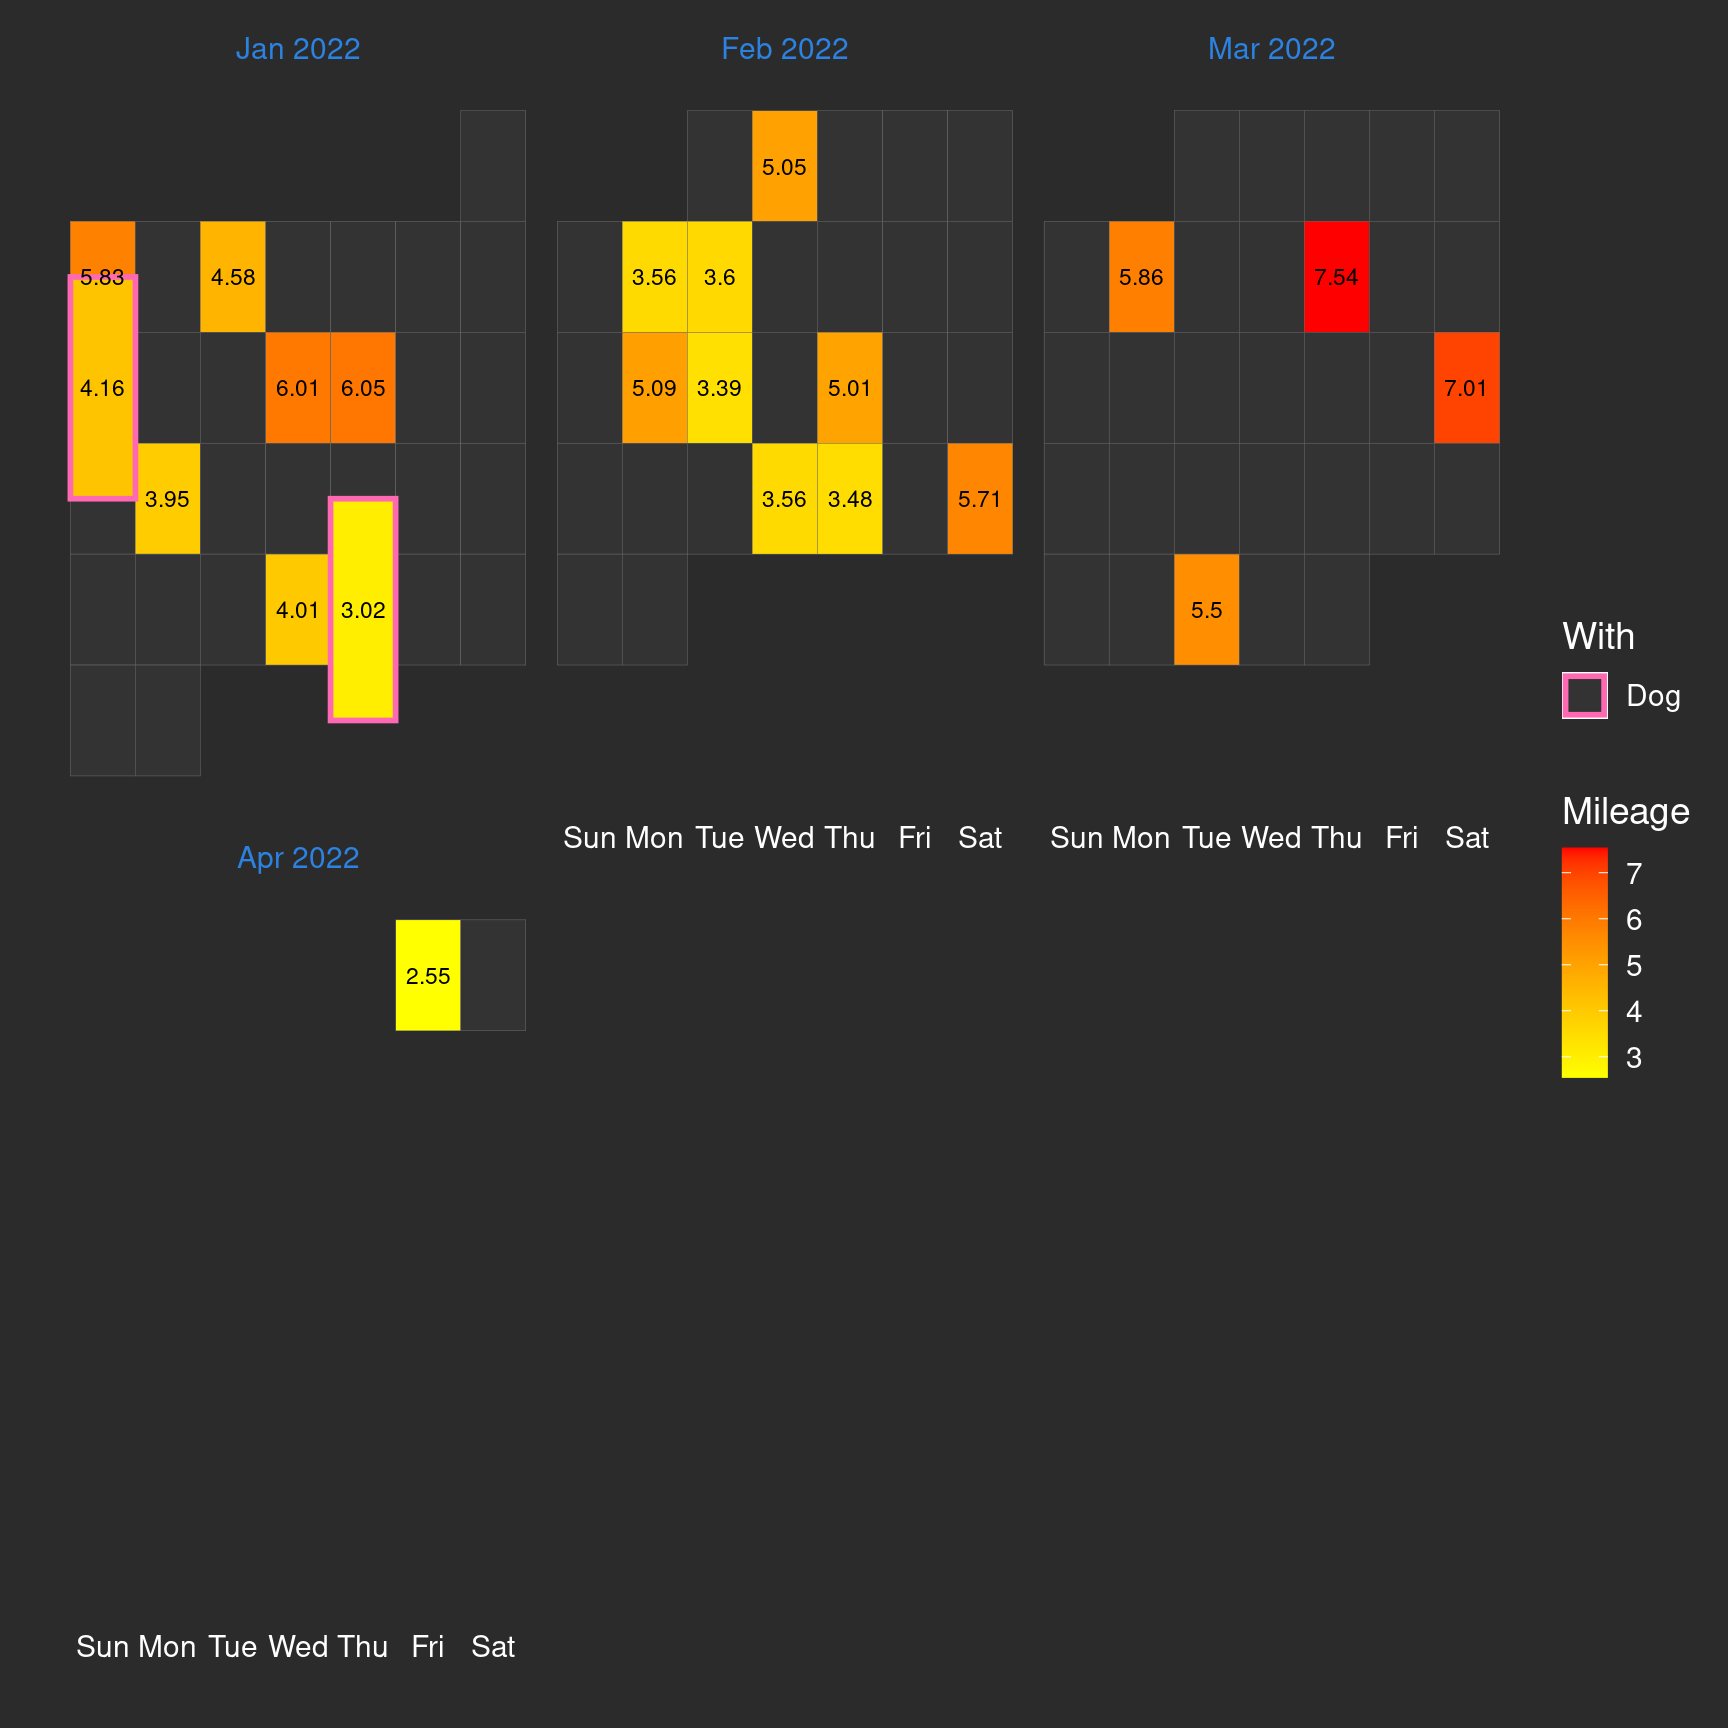 Jan 2022
Feb 2022
Mar 2022
5.05
5.83
4.58
3.56
3.6
5.86
7.54
4.16
6.01
6.05
5.09
3.39
5.01
7.01
3.95
3.56
3.48
5.71
4.01
3.02
5.5
With
Dog
Mileage
7
6
5
4
3
Sun Mon Tue Wed Thu Fri Sat
Sun Mon Tue Wed Thu Fri Sat
Apr 2022
2.55
Sun Mon Tue Wed Thu Fri Sat